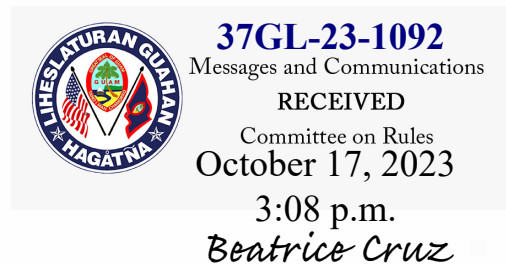 LIHESLATURAN GUAHAN
HAGÅTÑA
GUAM
37GL-23-1092
Messages and Communications
RECEIVED
Committee on Rules
October 17, 2023
3:08 p.m.
Beatrice Cruz